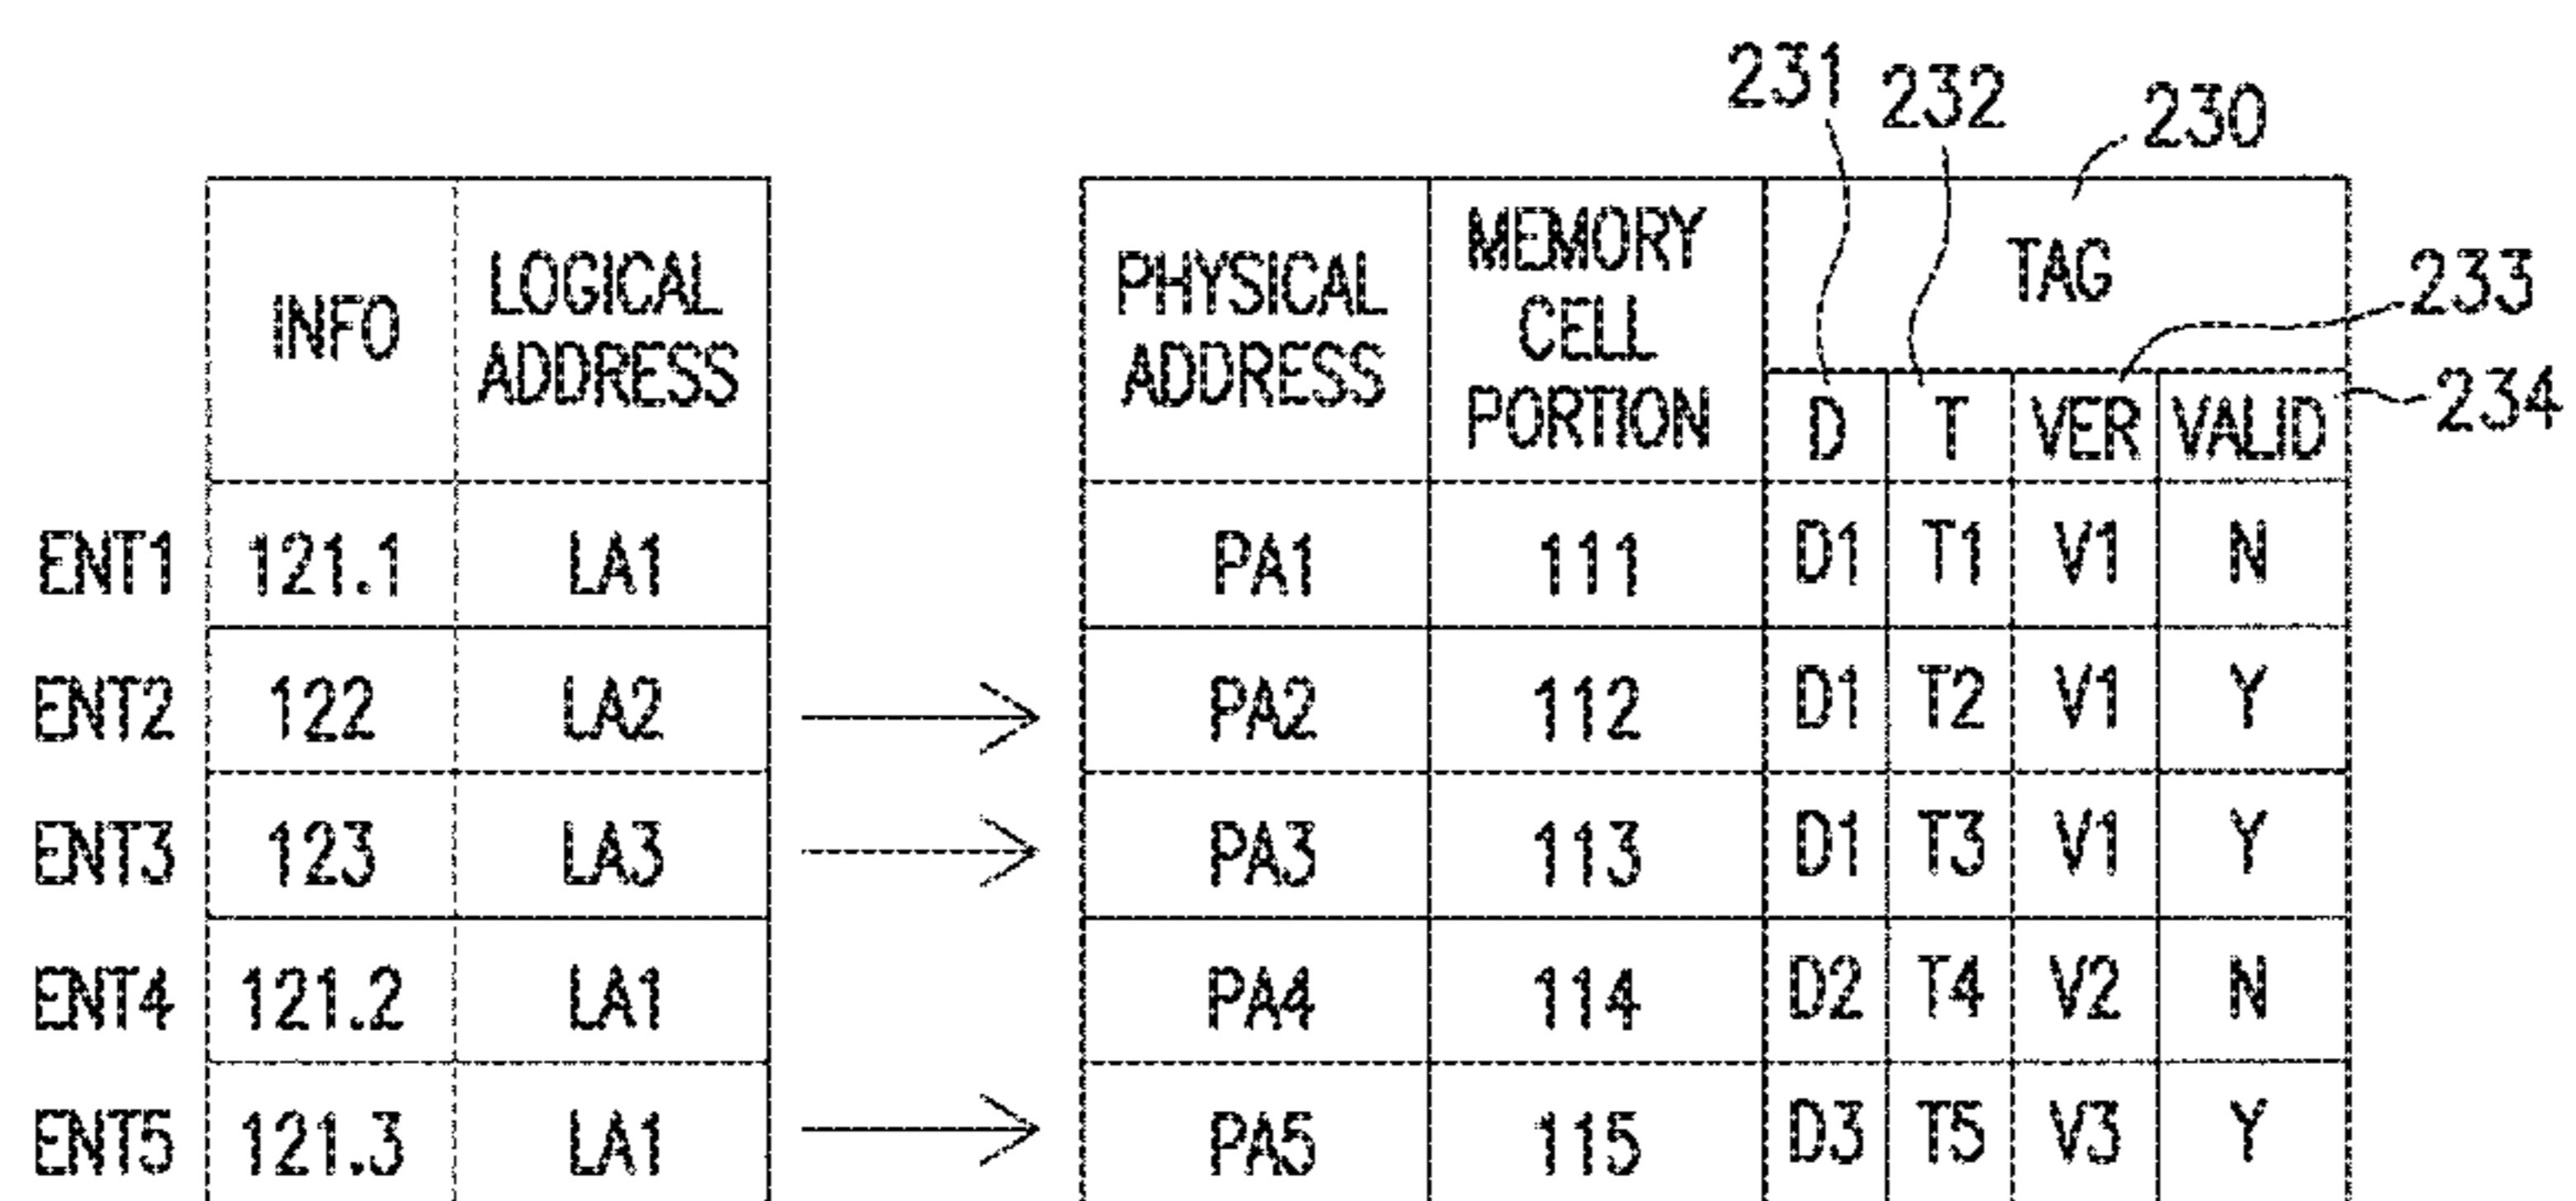 231 232 230
INFO LOGICAL ADDRESS PHYSICAL ADDRESS MEMORY CELL PORTION TAG 233
D T VER VALID 234
ENT1 121.1 LA1 PA1 111 D1 T1 V1 N
ENT2 122 LA2 PA2 112 D1 T2 V1 Y
ENT3 123 LA3 PA3 113 D1 T3 V1 Y
ENT4 121.2 LA1 PA4 114 D2 T4 V2 N
ENT5 121.3 LA1 PA5 115 D3 T5 V3 Y